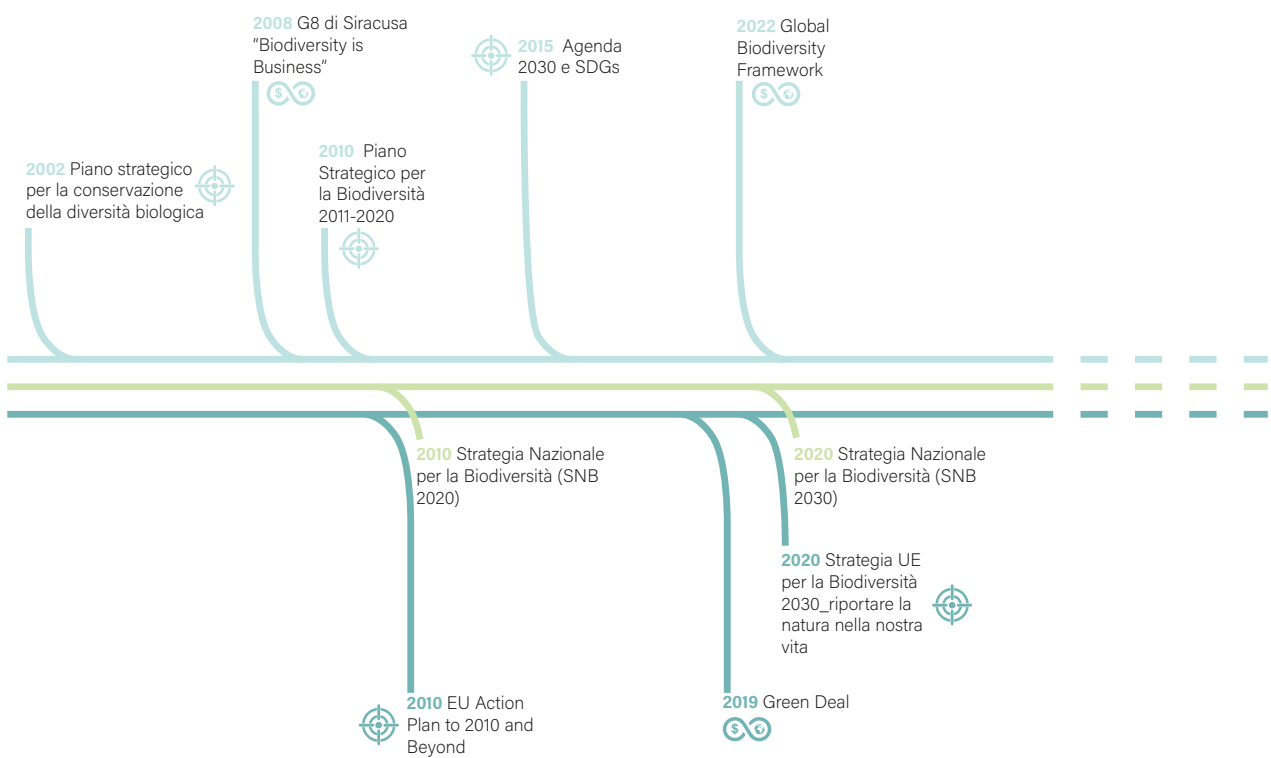 2008 G8 di Siracusa
"Biodiversity is
Business"
2015 Agenda
2030 e SDGs
2022 Global
Biodiversity
Framework
2002 Piano strategico
per la conservazione
della diversità biologica
2010 Piano
Strategico per
la Biodiversità
2011-2020
2010 Strategia Nazionale
per la Biodiversità (SNB
2020)
2020 Strategia Nazionale
per la Biodiversità (SNB
2030)
2020 Strategia UE
per la Biodiversità
2030_riportare la
natura nella nostra
vita
2010 EU Action
Plan to 2010 and
Beyond
2019 Green Deal